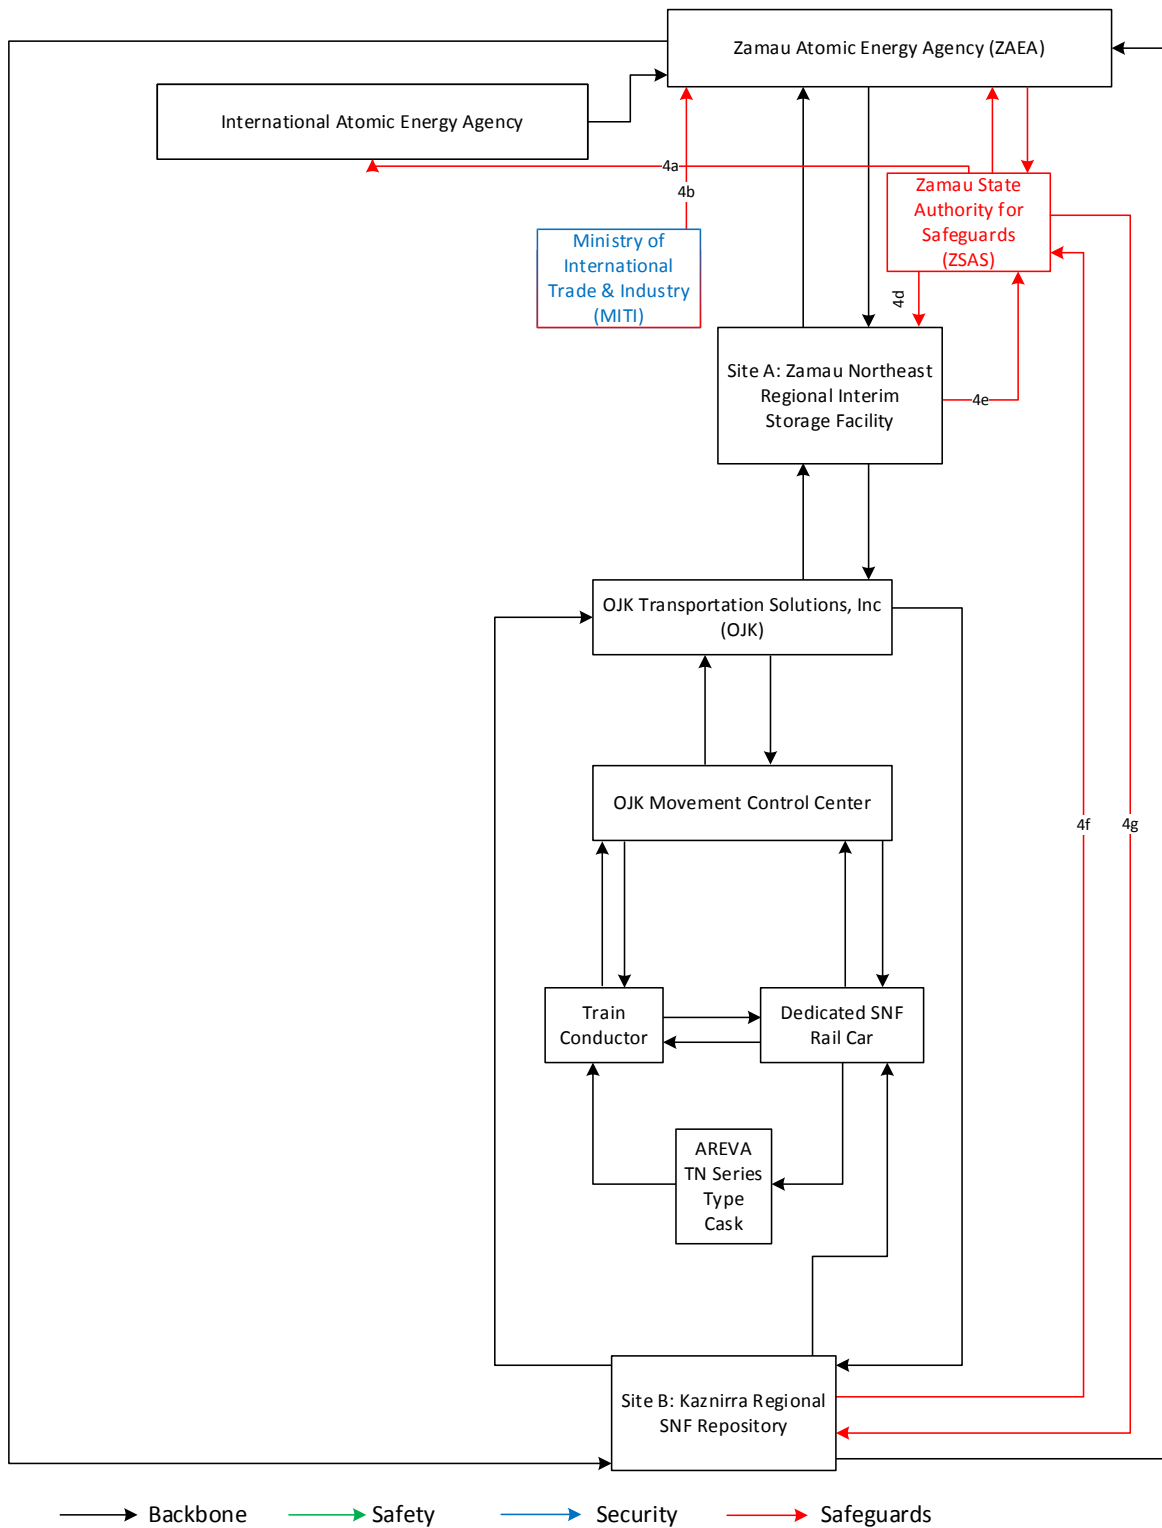 Zamau Atomic Energy Agency (ZAEA)
International Atomic Energy Agency
4a
4b
Zamau State
Authority for
Safeguards
(ZSAS)
Ministry of
International
Trade & Industry
(MITI)
4d
Site A: Zamau Northeast
Regional Interim
Storage Facility
4e
OJK Transportation Solutions, Inc
(OJK)
OJK Movement Control Center
4f
4g
Train
Conductor
Dedicated SNF
Rail Car
AREVA
TN Series
Type
Cask
Site B: Kaznirra Regional
SNF Repository
Backbone
Safety
Security
Safeguards